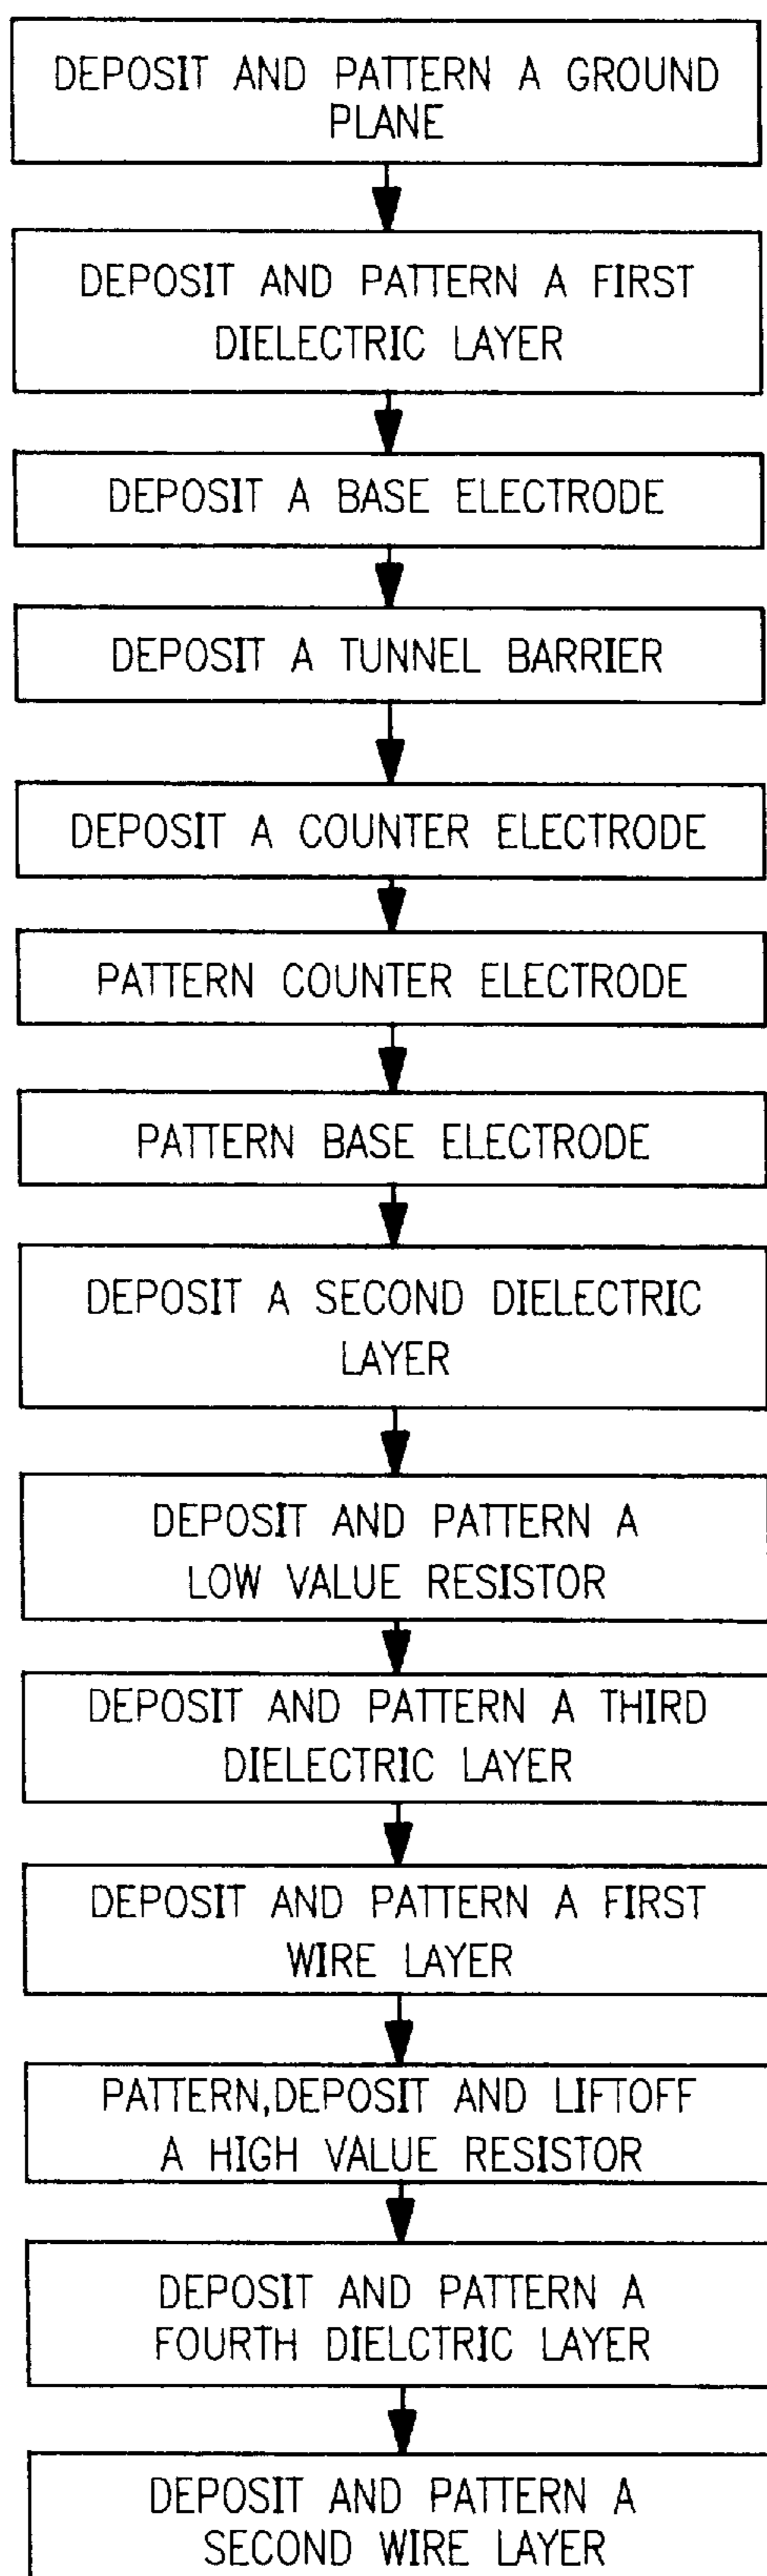 DEPOSIT AND PATTERN A GROUND
PLANE
DEPOSIT AND PATTERN A FIRST
DIELECTRIC LAYER
DEPOSIT A BASE ELECTRODE
DEPOSIT A TUNNEL BARRIER
DEPOSIT A COUNTER ELECTRODE
PATTERN COUNTER ELECTRODE
PATTERN BASE ELECTRODE
DEPOSIT A SECOND DIELECTRIC
LAYER
DEPOSIT AND PATTERN A
LOW VALUE RESISTOR
DEPOSIT AND PATTERN A THIRD
DIELECTRIC LAYER
DEPOSIT AND PATTERN A FIRST
WIRE LAYER
PATTERN,DEPOSIT AND LIFTOFF
A HIGH VALUE RESISTOR
DEPOSIT AND PATTERN A
FOURTH DIELCTRIC LAYER
DEPOSIT AND PATTERN A
SECOND WIRE LAYER